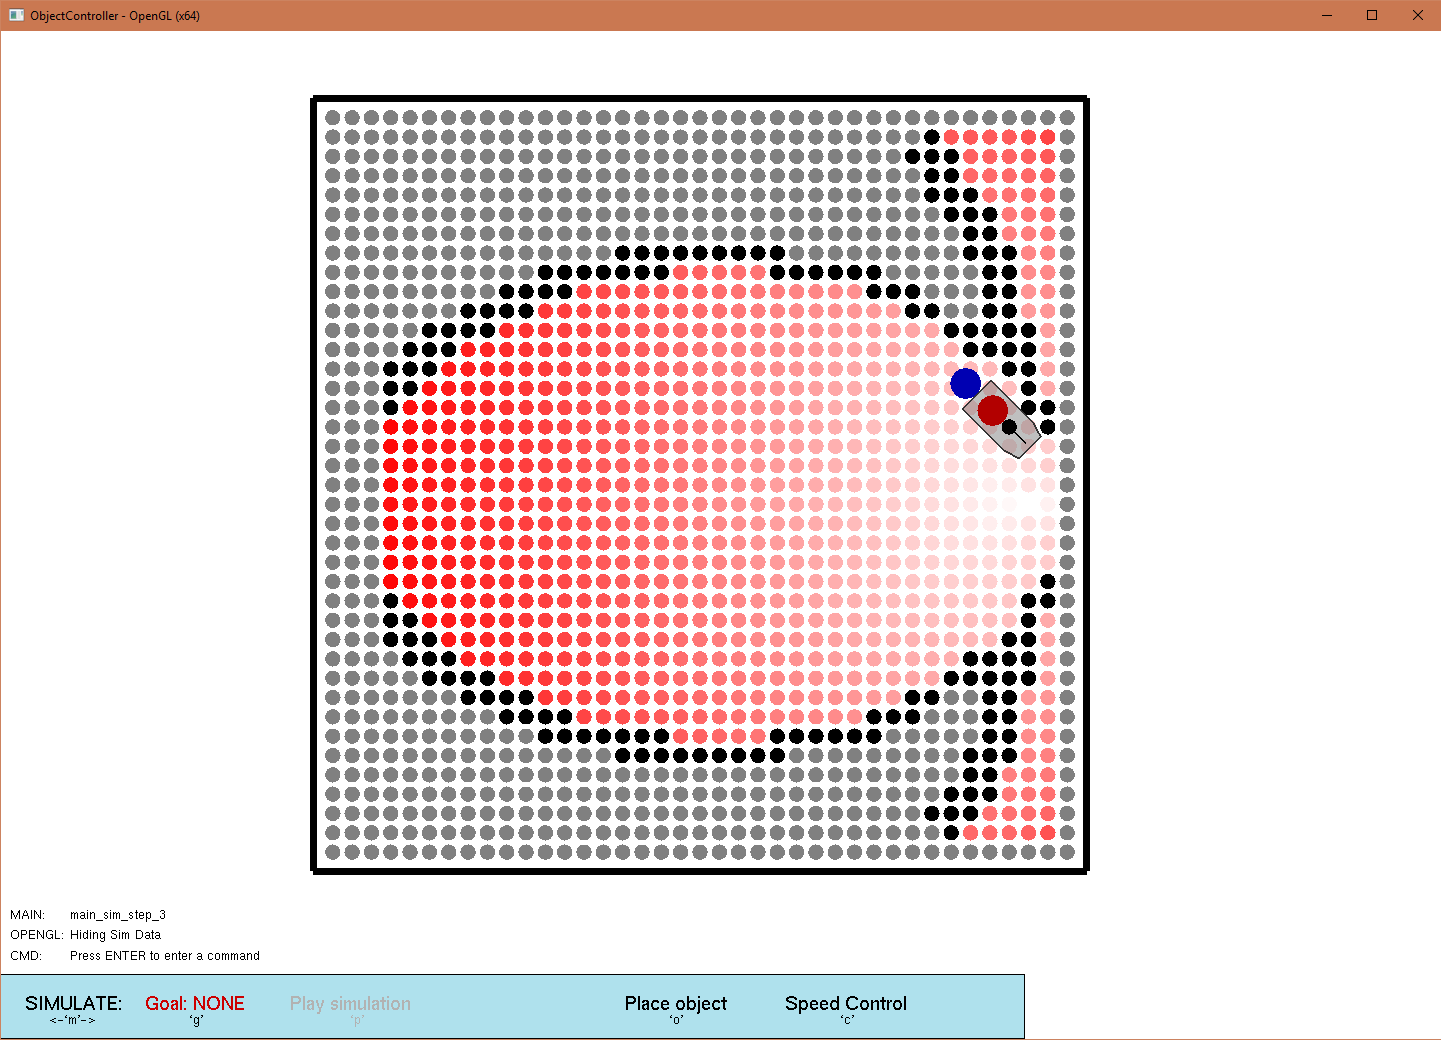 ObjectController - OpenGL (x64)
MAIN: main_sim_step_3
OPENGL: Hiding Sim Data
CMD: Press ENTER to enter a command
SIMULATE: Goal: NONE Play simulation Place object Speed Control
<-'m'-> 'g' 'p' 'o' 'c'